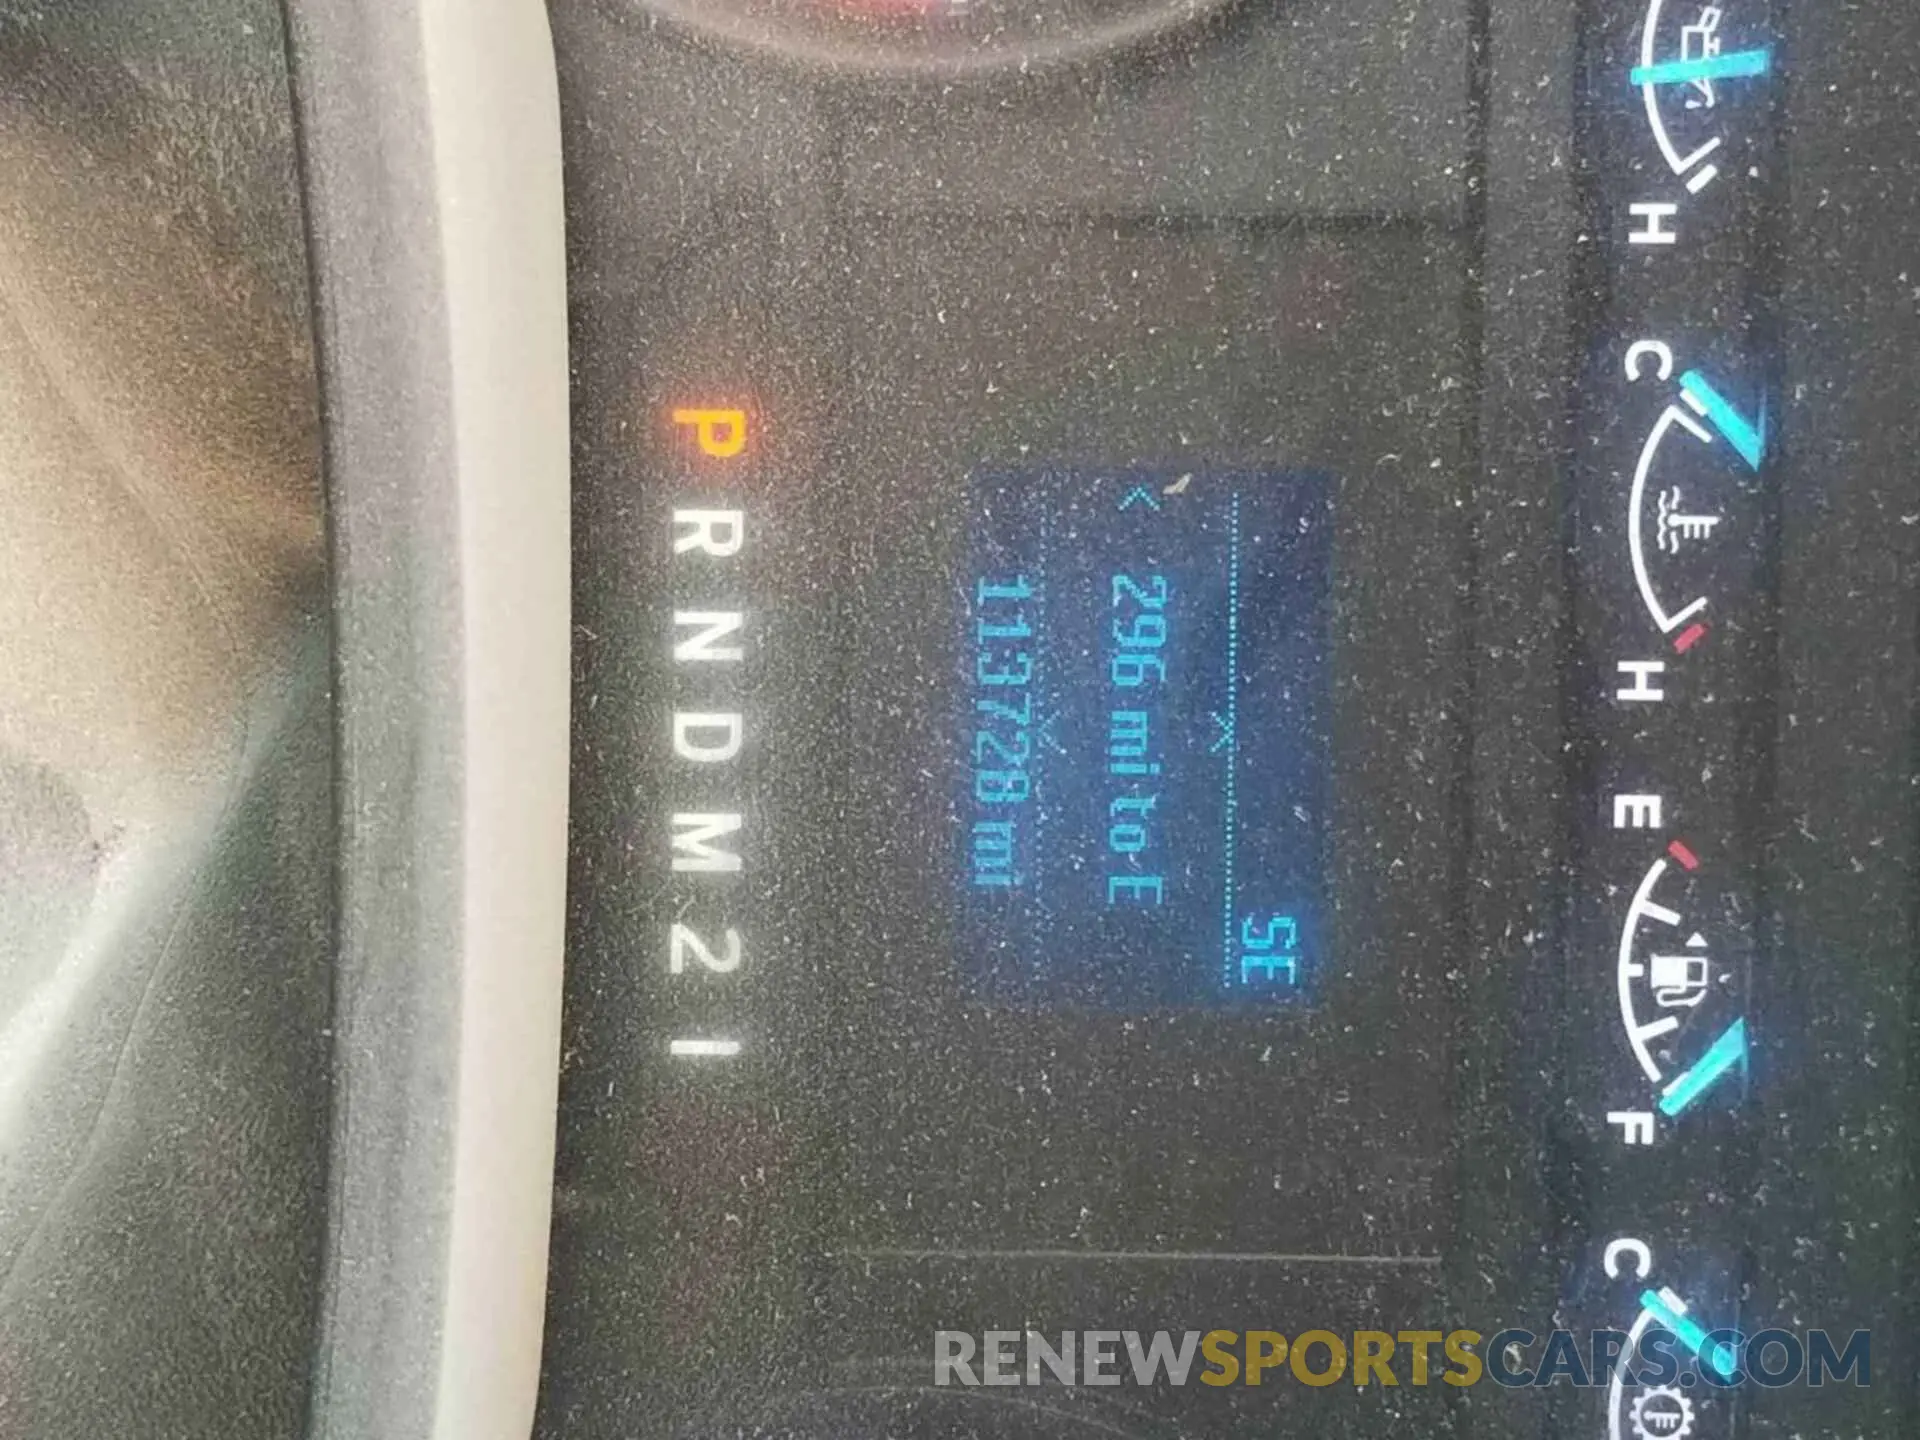 H
C
H
E
F
C
SE
< 296 mi to E
113728 mi
P R N D M 2 1
RENEWSPORTSCARS.COM